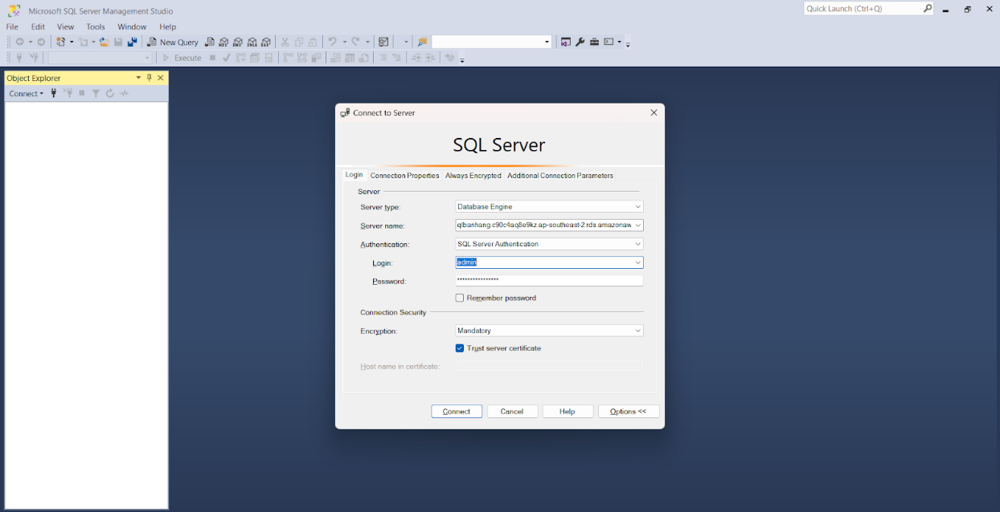 Microsoft SQL Server Management Studio
Quick Launch (Ctrl+Q)
File Edit View Tools Window Help
New Query
Execute
Object Explorer
Connect
Connect to Server
SQL Server
Login Connection Properties Always Encrypted Additional Connection Parameters
Server
Server type: Database Engine
Server name: qlbanhang.c90c4aq8e9kz.ap-southeast-2.rds.amazonaw
Authentication: SQL Server Authentication
Login: admin
Password: ****************
Remember password
Connection Security
Encryption: Mandatory
Trust server certificate
Host name in certificate:
Connect Cancel Help Options <<